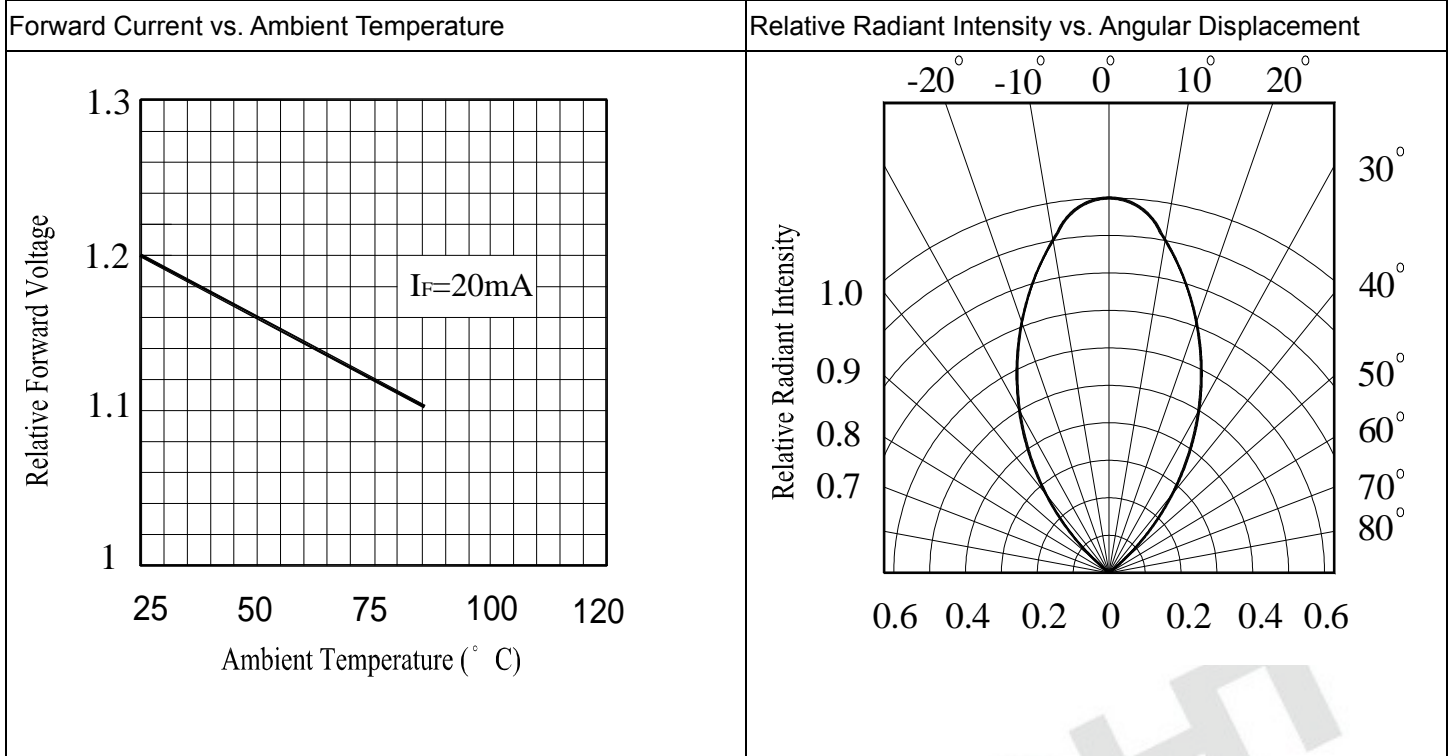 Forward Current vs. Ambient Temperature
Relative Radiant Intensity vs. Angular Displacement
1.3
1.2
1.1
1
Relative Forward Voltage
IF=20mA
25 50 75 100 120
Ambient Temperature (° C)
-20° -10° 0° 10° 20°
30°
40°
50°
60°
70°
80°
Relative Radiant Intensity
1.0
0.9
0.8
0.7
0.6 0.4 0.2 0 0.2 0.4 0.6